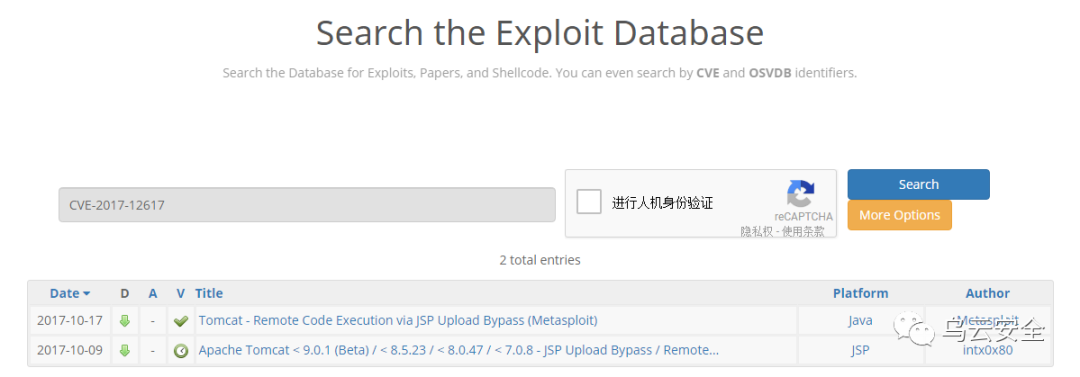 Search the Exploit Database
Search the Database for Exploits, Papers, and Shellcode. You can even search by CVE and OSVDB identifiers.
CVE-2017-12617
进行人机身份验证
reCAPTCHA
隐私权 - 使用条款
Search
More Options
2 total entries
Date D A V Title Platform Author
2017-10-17 - Tomcat - Remote Code Execution via JSP Upload Bypass (Metasploit) Java Metasploit
2017-10-09 - Apache Tomcat < 9.0.1 (Beta) / < 8.5.23 / < 8.0.47 / < 7.0.8 - JSP Upload Bypass / Remote... JSP intx0x80
乌云安全